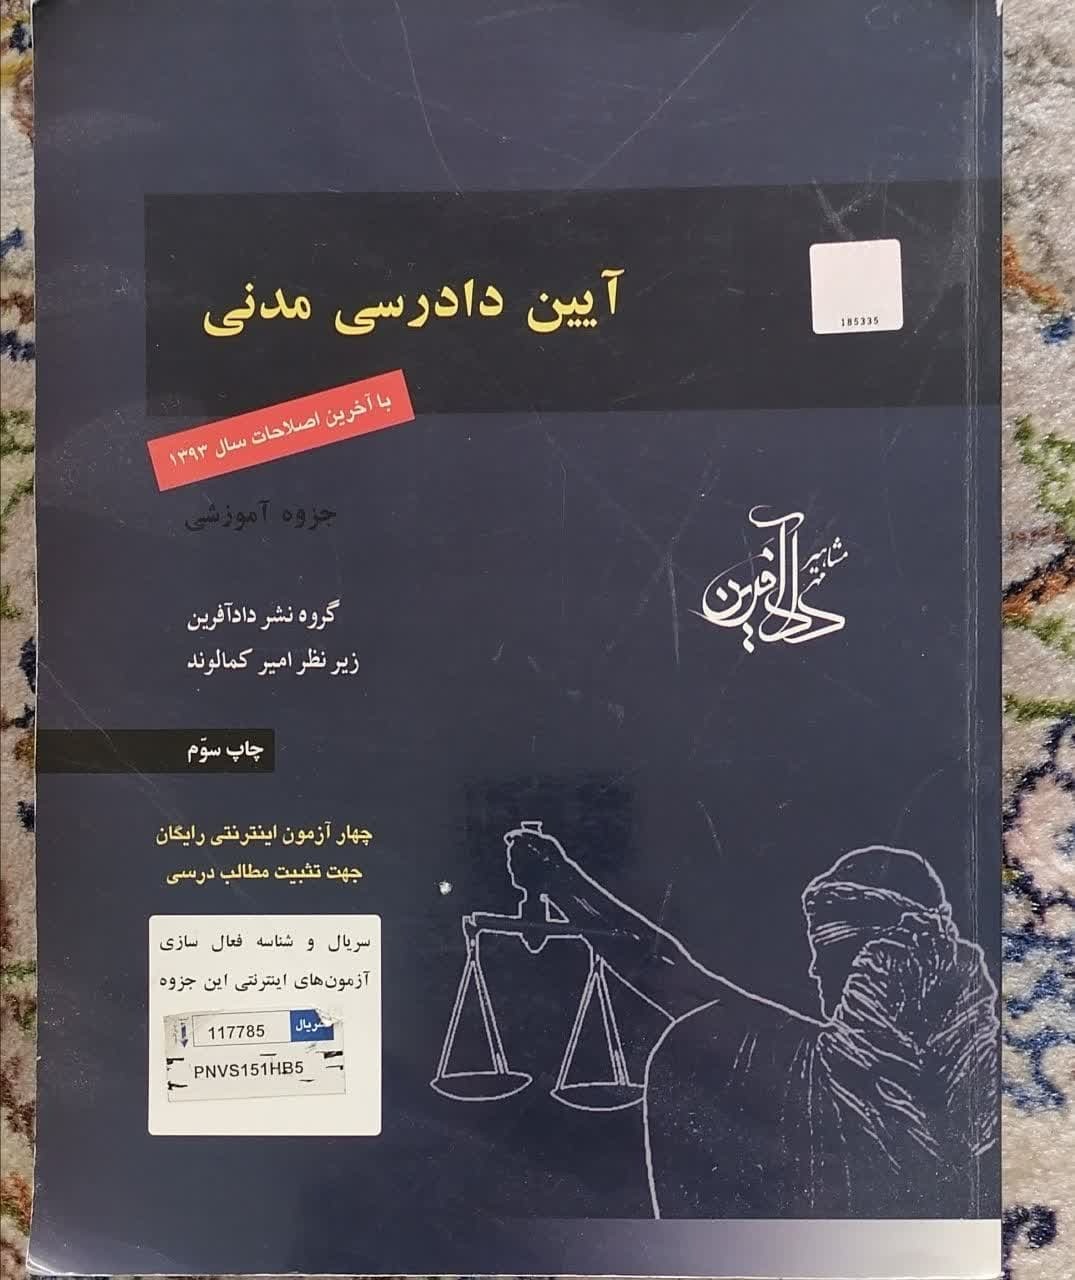 آیین دادرسی مدنی
185335
با آخرین اصلاحات سال ۱۳۹۳
جزوه آموزشی
مشاهیر
دادآفرین
گروه نشر دادآفرین
زیر نظر امیر کمالوند
چاپ سوّم
چهار آزمون اینترنتی رایگان
جهت تثبیت مطالب درسی
سریال و شناسه فعال سازی
آزمون‌های اینترنتی این جزوه
سریال 117785
PNVS151HB5